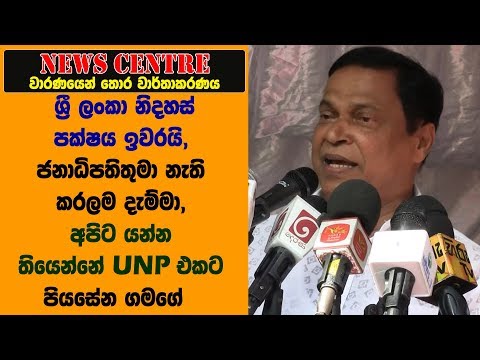 NEWS CENTRE
වාරණයෙන් තොර වාර්තාකරණය
ශ්‍රී ලංකා නිදහස්
පක්ෂය ඉවරයි,
ජනාධිපතිතුමා නැති
කරලම දැම්මා,
අපිට යන්න
තියෙන්නේ UNP එකට
පියසේන ගමගේ